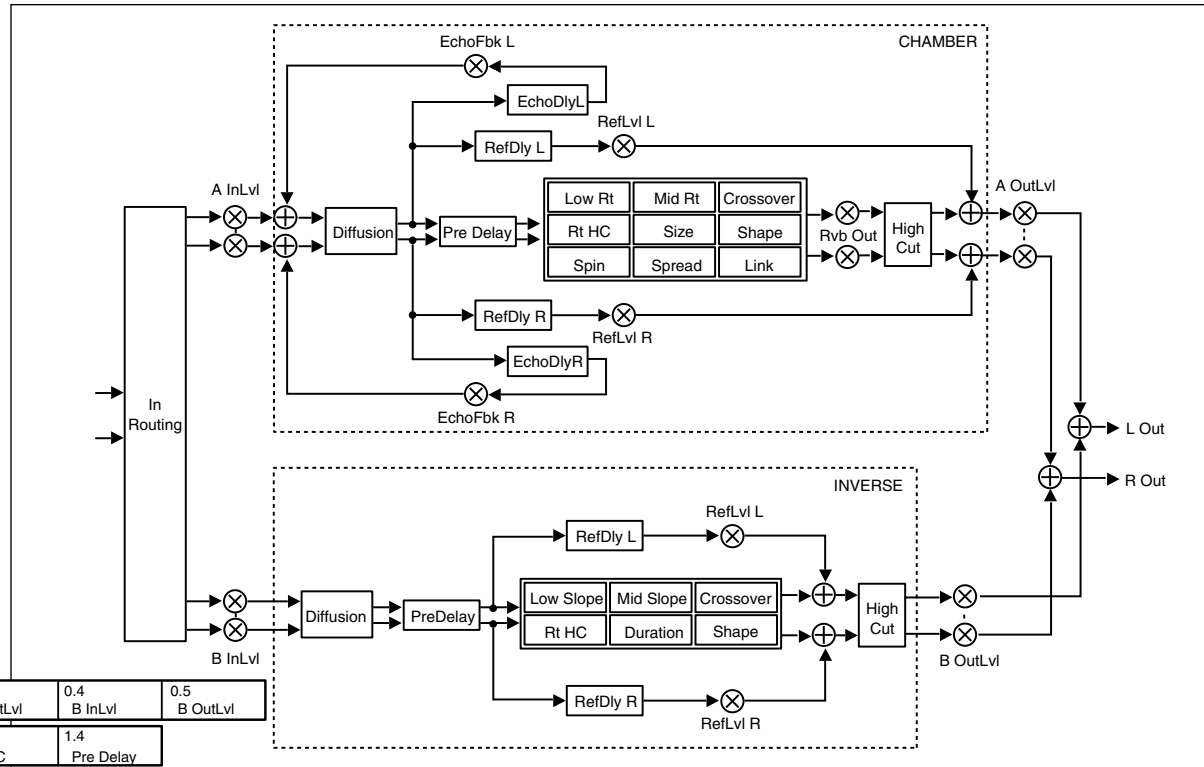 CHAMBER
EchoFbk L
EchoDlyL
RefLvl L
RefDly L
A InLvl
A OutLvl
Low Rt Mid Rt Crossover
Diffusion
Pre Delay
Rt HC Size Shape
Rvb Out
High
Cut
Spin Spread Link
RefDly R
RefLvl R
EchoDlyR
EchoFbk R
In
Routing
L Out
R Out
INVERSE
RefLvl L
RefDly L
Low Slope Mid Slope Crossover
Diffusion
PreDelay
High
Cut
Rt HC Duration Shape
B InLvl
B OutLvl
RefDly R
RefLvl R
0.4 0.5
tLvl B InLvl B OutLvl
1.4
C Pre Delay